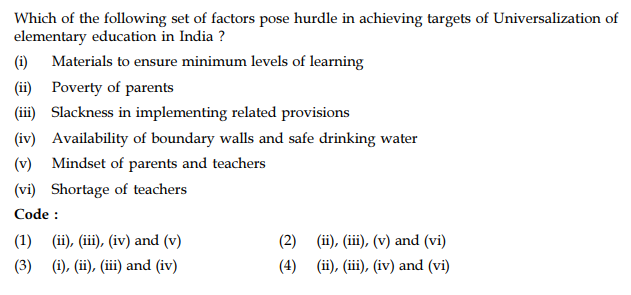 Which of the following set of factors pose hurdle in achieving targets of Universalization of
elementary education in India ?
(i) Materials to ensure minimum levels of learning
(ii) Poverty of parents
(iii) Slackness in implementing related provisions
(iv) Availability of boundary walls and safe drinking water
(v) Mindset of parents and teachers
(vi) Shortage of teachers
Code :
(1) (ii), (iii), (iv) and (v) (2) (ii), (iii), (v) and (vi)
(3) (i), (ii), (iii) and (iv) (4) (ii), (iii), (iv) and (vi)